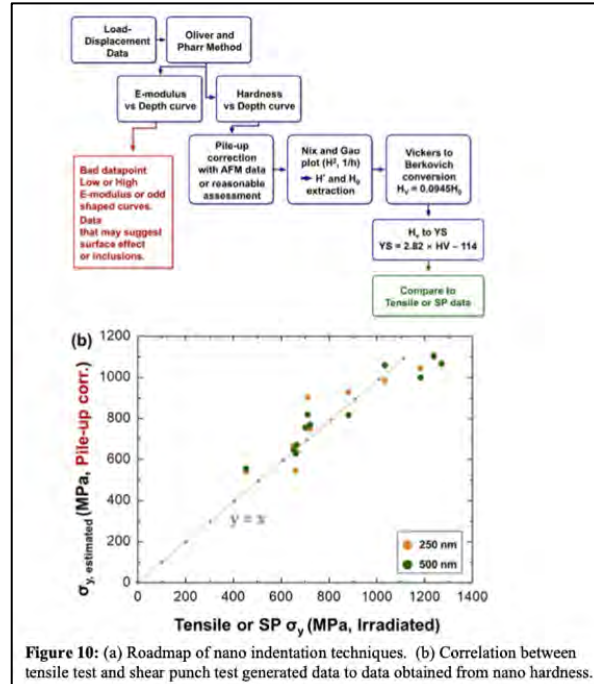 Load-
Displacement
Data
Oliver and
Pharr Method
E-modulus
vs Depth curve
Hardness
vs Depth curve
Bad datapoint
Low or High
E-modulus or odd
shaped curves.
Data
that may suggest
surface effect
or inclusions.
Pile-up
correction
with AFM data
or reasonable
assessment
Nix and Gao
plot (H², 1/h)
➔ H* and H₀
extraction
Vickers to
Berkovich
conversion
Hᵥ = 0.0945H₀
Hᵥ to YS
YS = 2.82 × HV – 114
Compare to
Tensile or SP data
(b)
1200
1000
800
600
400
200
0
σy, estimated (MPa, Pile-up corr.)
y = x
250 nm
500 nm
0 200 400 600 800 1000 1200 1400
Tensile or SP σy (MPa, Irradiated)
Figure 10: (a) Roadmap of nano indentation techniques. (b) Correlation between
tensile test and shear punch test generated data to data obtained from nano hardness.